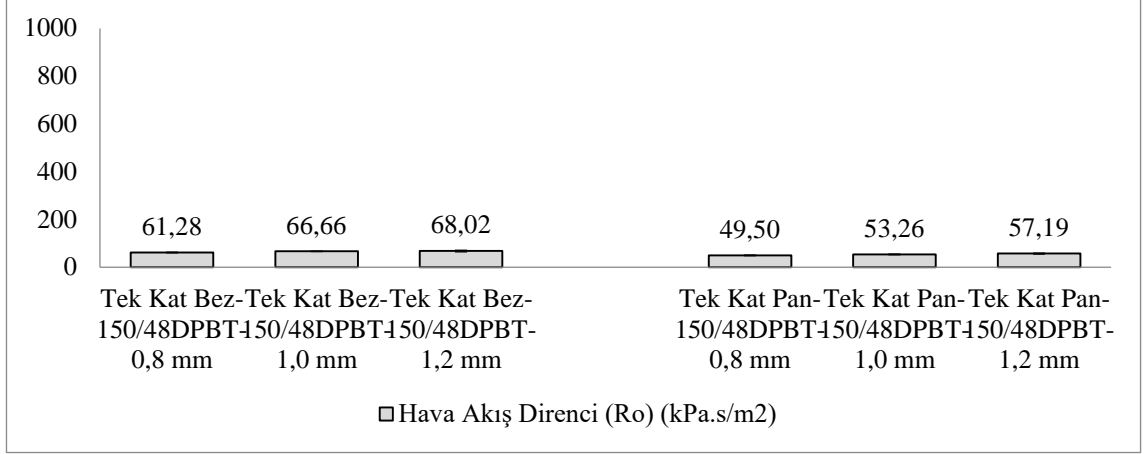 1000
800
600
400
200
0
61,28 66,66 68,02 49,50 53,26 57,19
Tek Kat Bez- Tek Kat Bez- Tek Kat Bez- Tek Kat Pan- Tek Kat Pan- Tek Kat Pan-
150/48DPBT- 150/48DPBT- 150/48DPBT- 150/48DPBT- 150/48DPBT- 150/48DPBT-
0,8 mm 1,0 mm 1,2 mm 0,8 mm 1,0 mm 1,2 mm
Hava Akış Direnci (Ro) (kPa.s/m2)